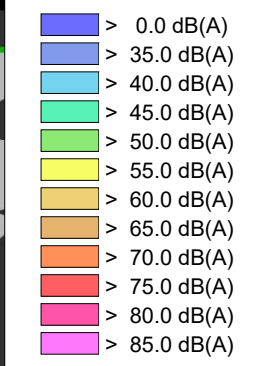 > 0.0 dB(A)
> 35.0 dB(A)
> 40.0 dB(A)
> 45.0 dB(A)
> 50.0 dB(A)
> 55.0 dB(A)
> 60.0 dB(A)
> 65.0 dB(A)
> 70.0 dB(A)
> 75.0 dB(A)
> 80.0 dB(A)
> 85.0 dB(A)